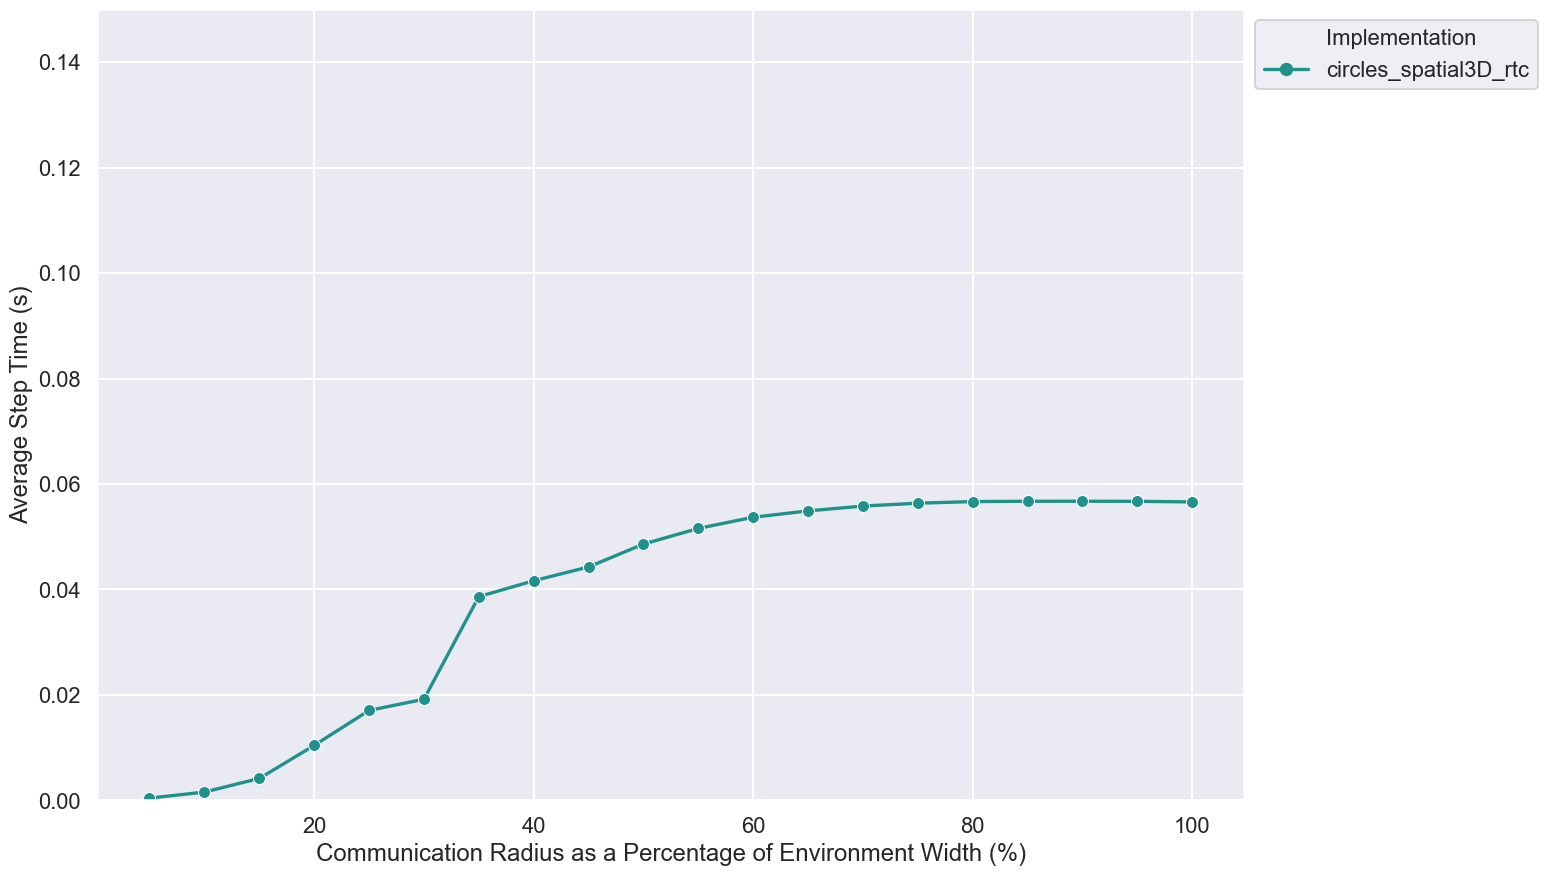 Implementation
circles_spatial3D_rtc
Average Step Time (s)
0.14
0.12
0.10
0.08
0.06
0.04
0.02
0.00
20 40 60 80 100
Communication Radius as a Percentage of Environment Width (%)